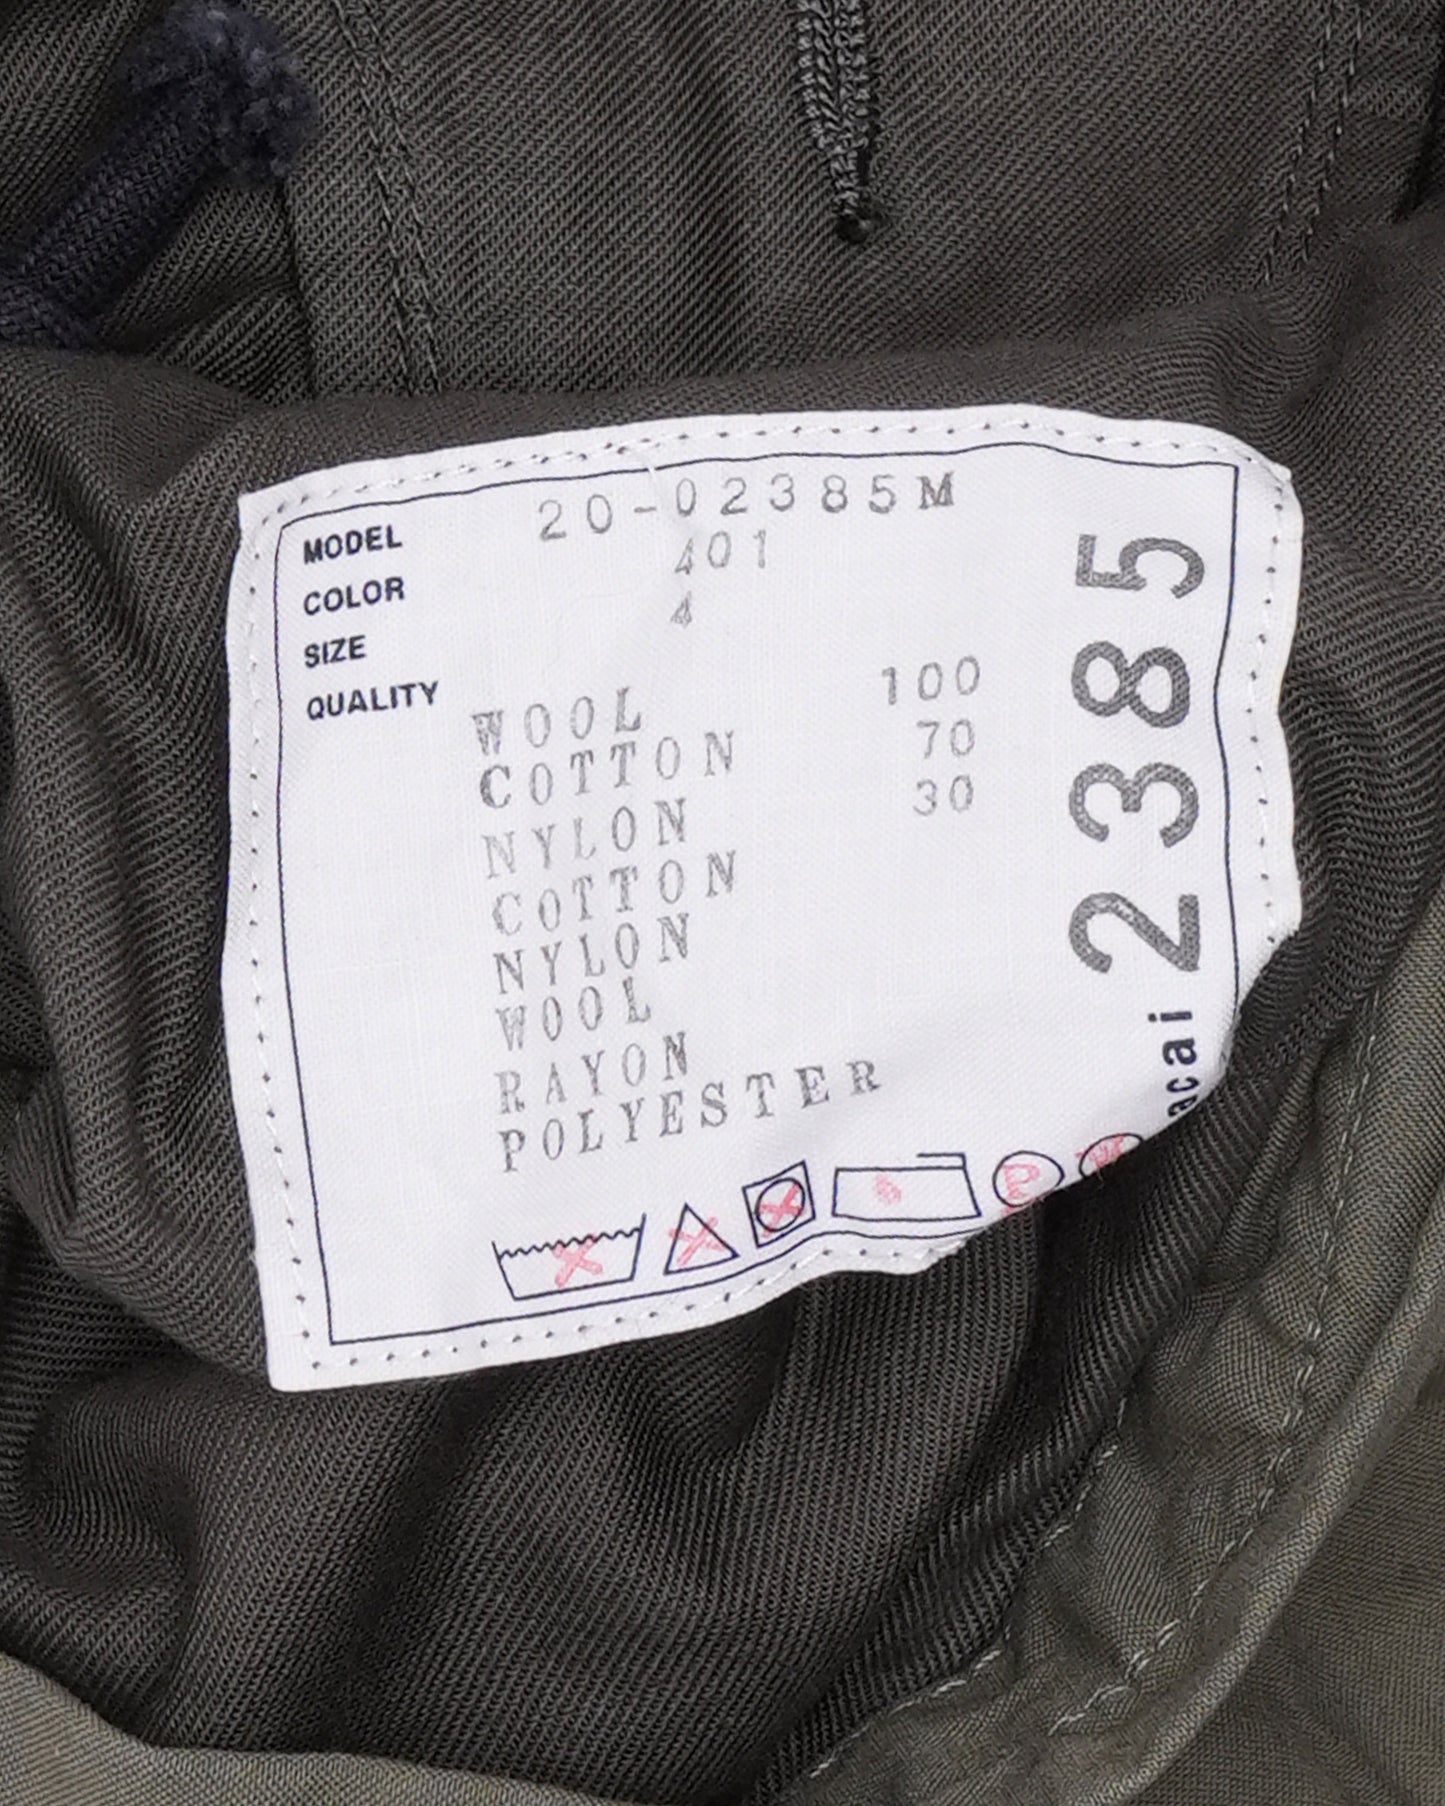 MODEL 20-02385M
COLOR 401
SIZE 4
QUALITY
WOOL 100
COTTON 70
NYLON 30
COTTON
NYLON
WOOL
RAYON
POLYESTER
2385
acai